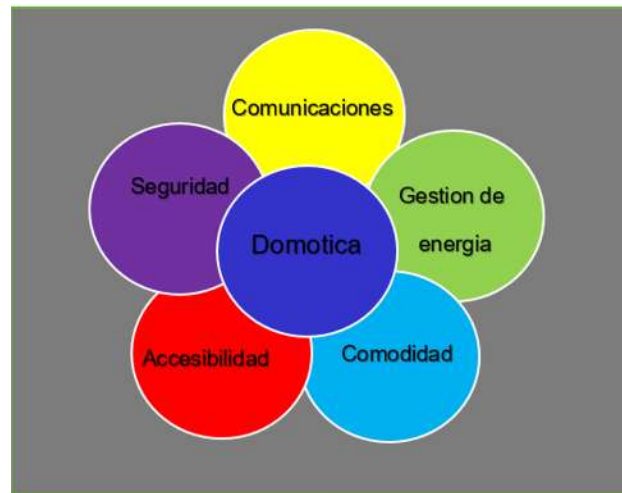 Comunicaciones
Seguridad
Gestion de
energia
Domotica
Accesibilidad
Comodidad